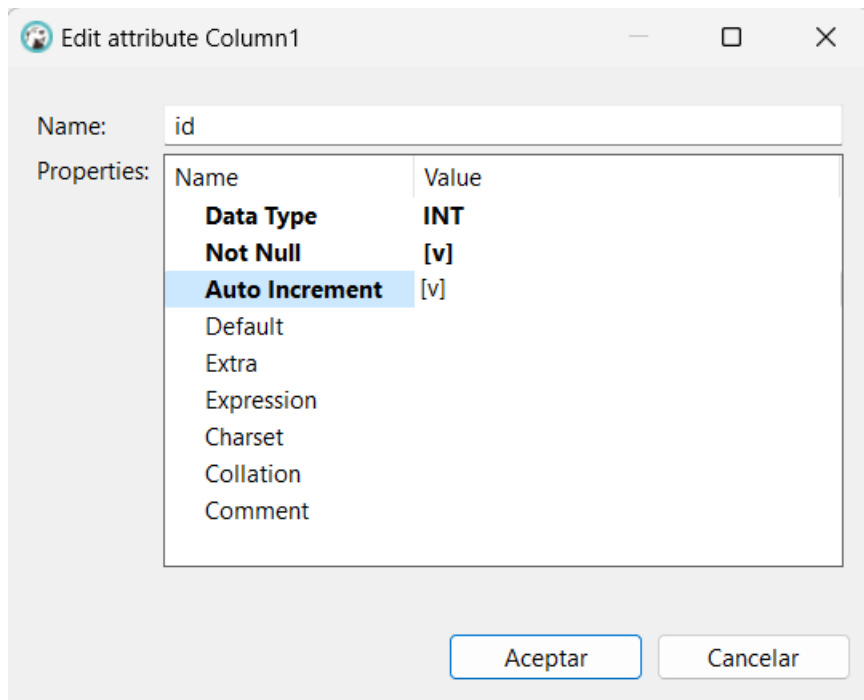 Edit attribute Column1
Name: id
Properties: Name Value
Data Type INT
Not Null [v]
Auto Increment [v]
Default
Extra
Expression
Charset
Collation
Comment
Aceptar Cancelar